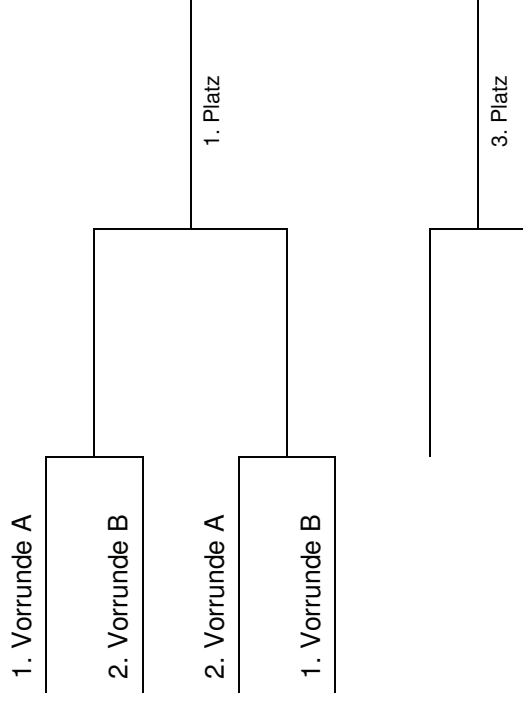 1. Vorrunde A
2. Vorrunde B
2. Vorrunde A
1. Vorrunde B
1. Platz
3. Platz